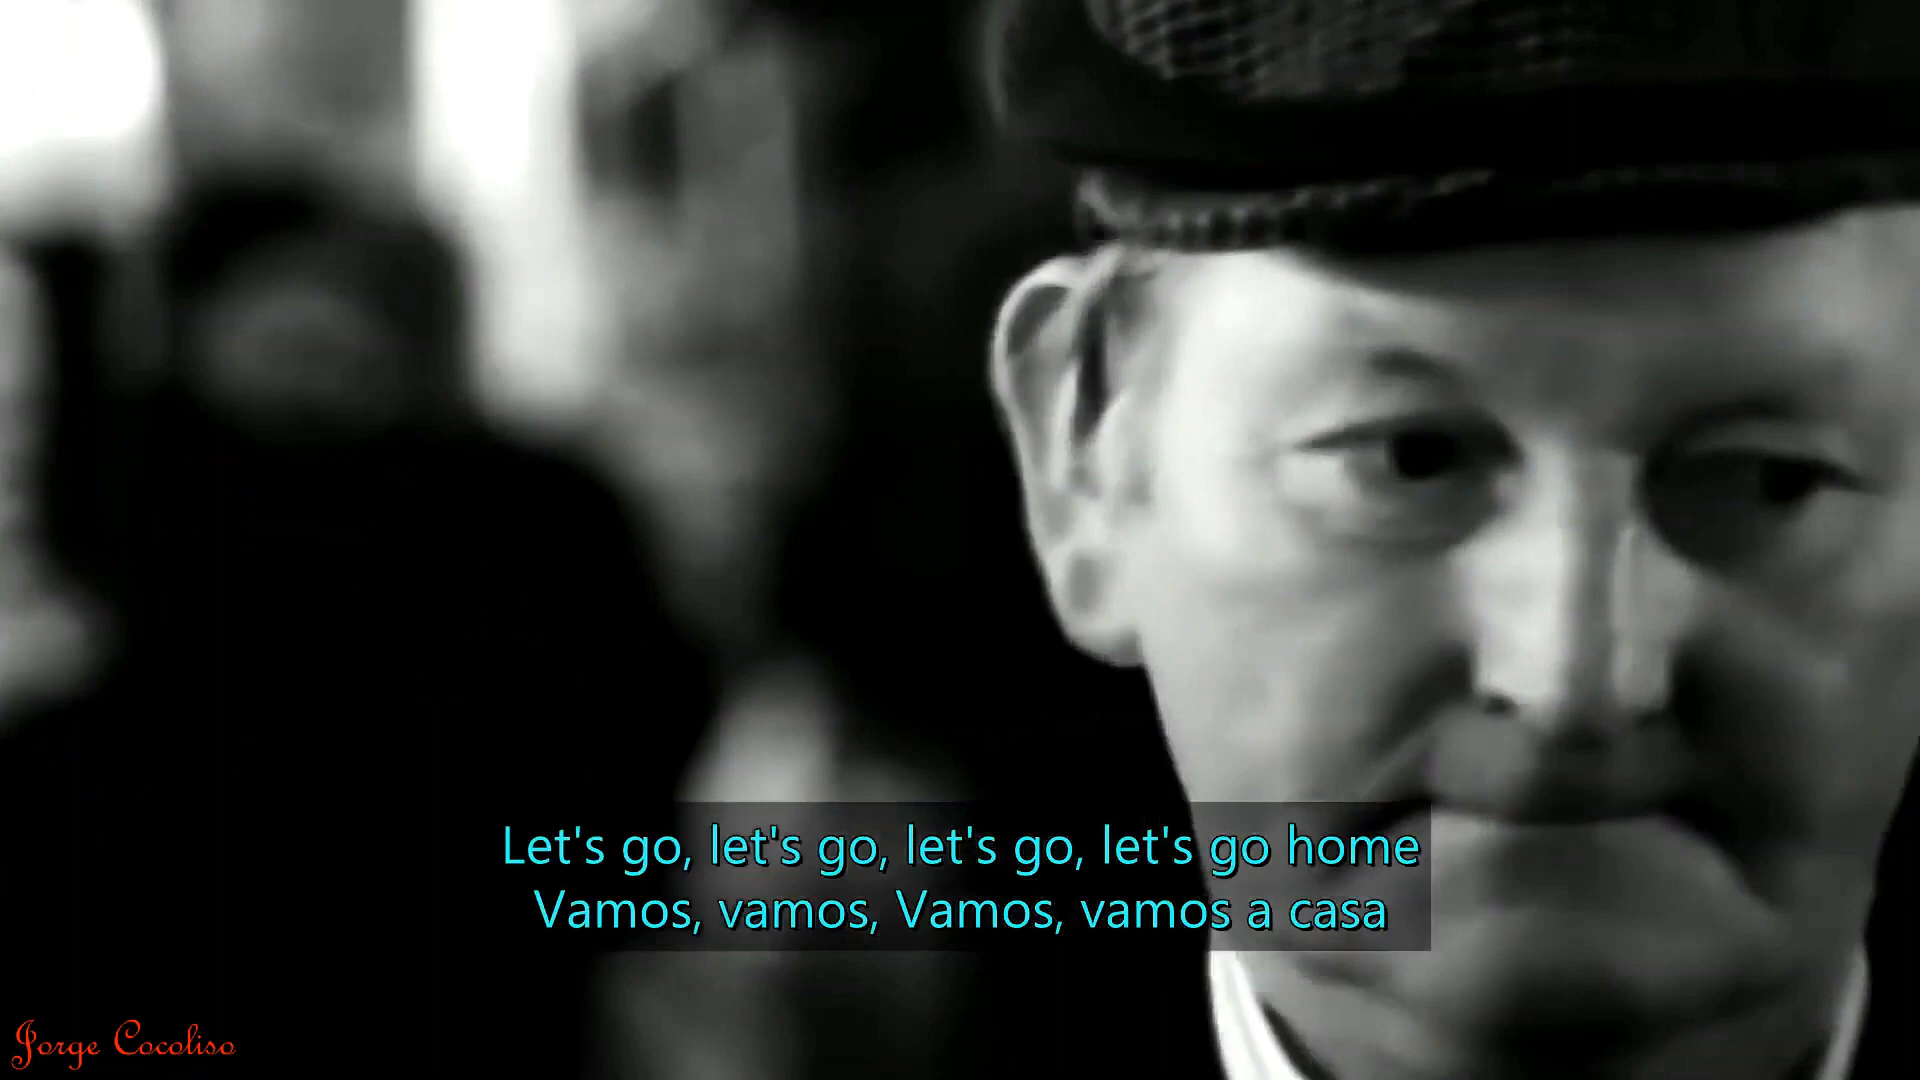 Let's go, let's go, let's go, let's go home
Vamos, vamos, Vamos, vamos a casa
Jorge Cocoliso